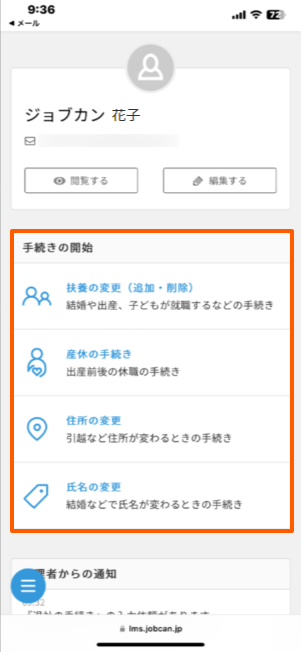 9:36
72
◀メール
ジョブカン 花子
閲覧する
編集する
手続きの開始
扶養の変更（追加・削除）
結婚や出産、子どもが就職するなどの手続き
産休の手続き
出産前後の休職の手続き
住所の変更
引越など住所が変わるときの手続き
氏名の変更
結婚などで氏名が変わるときの手続き
理者からの通知
lms.jobcan.jp